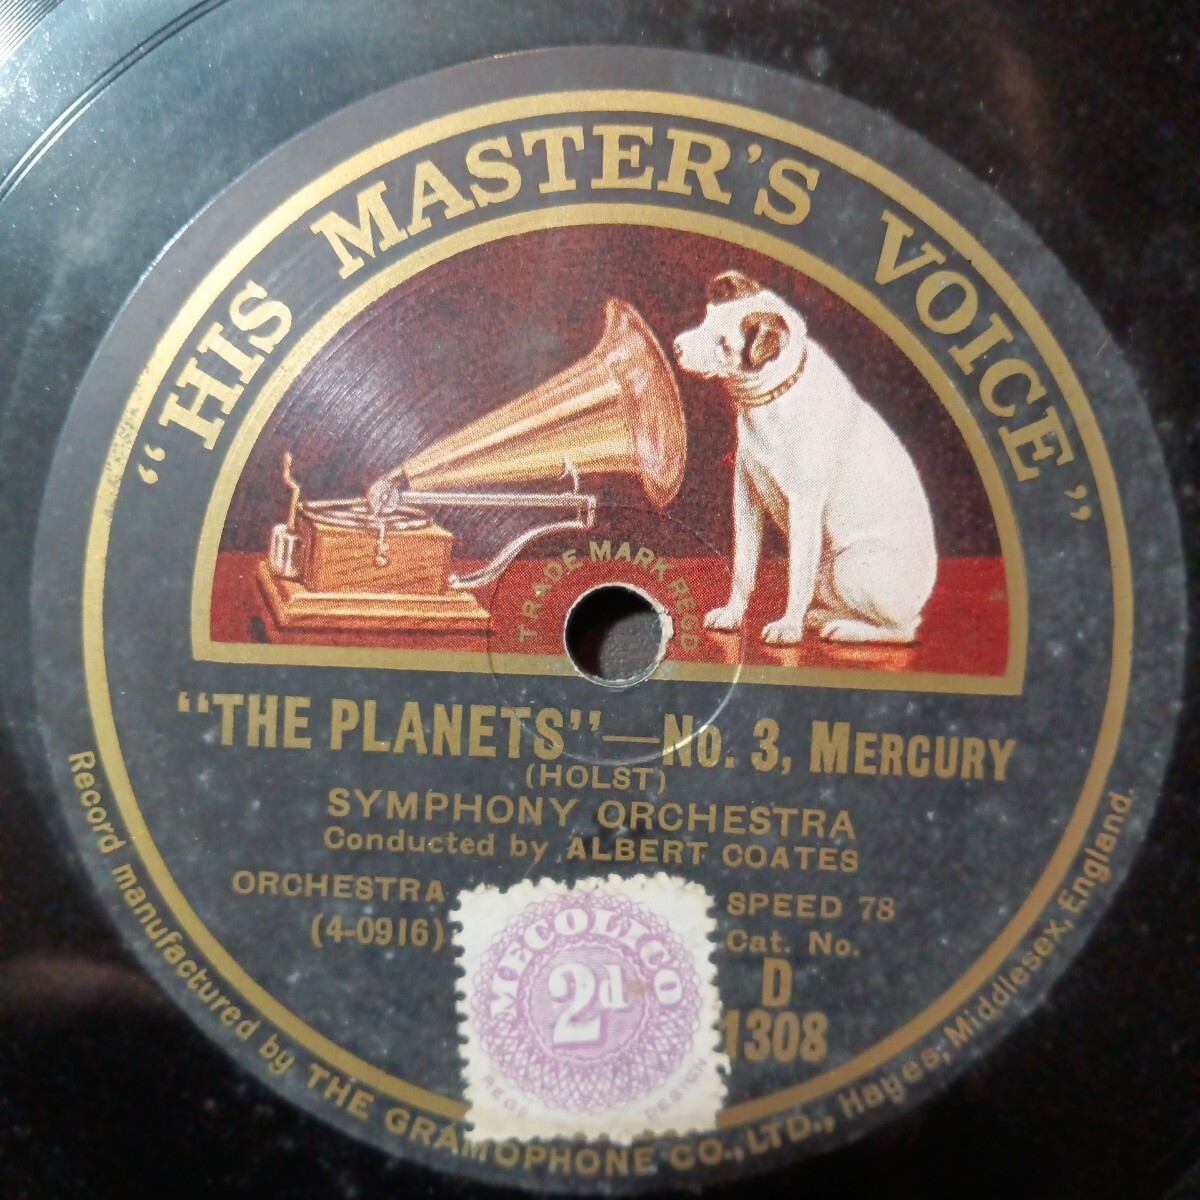 “HIS MASTER'S VOICE”
TRADE MARK REGD
“THE PLANETS”—No. 3, MERCURY
(HOLST)
SYMPHONY ORCHESTRA
Conducted by ALBERT COATES
ORCHESTRA
(4-0916)
SPEED 78
Cat. No.
D
1308
MECOLICO
2d
REGD DESIGN
Record manufactured by THE GRAMOPHONE CO., LTD., Hayes, Middlesex, England.